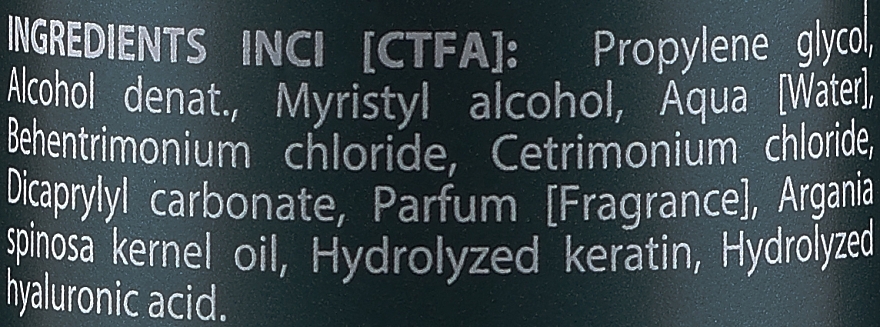 INGREDIENTS INCI [CTFA]: Propylene glycol,
Alcohol denat., Myristyl alcohol, Aqua [Water],
Behentrimonium chloride, Cetrimonium chloride,
Dicaprylyl carbonate, Parfum [Fragrance], Argania
spinosa kernel oil, Hydrolyzed keratin, Hydrolyzed
hyaluronic acid.